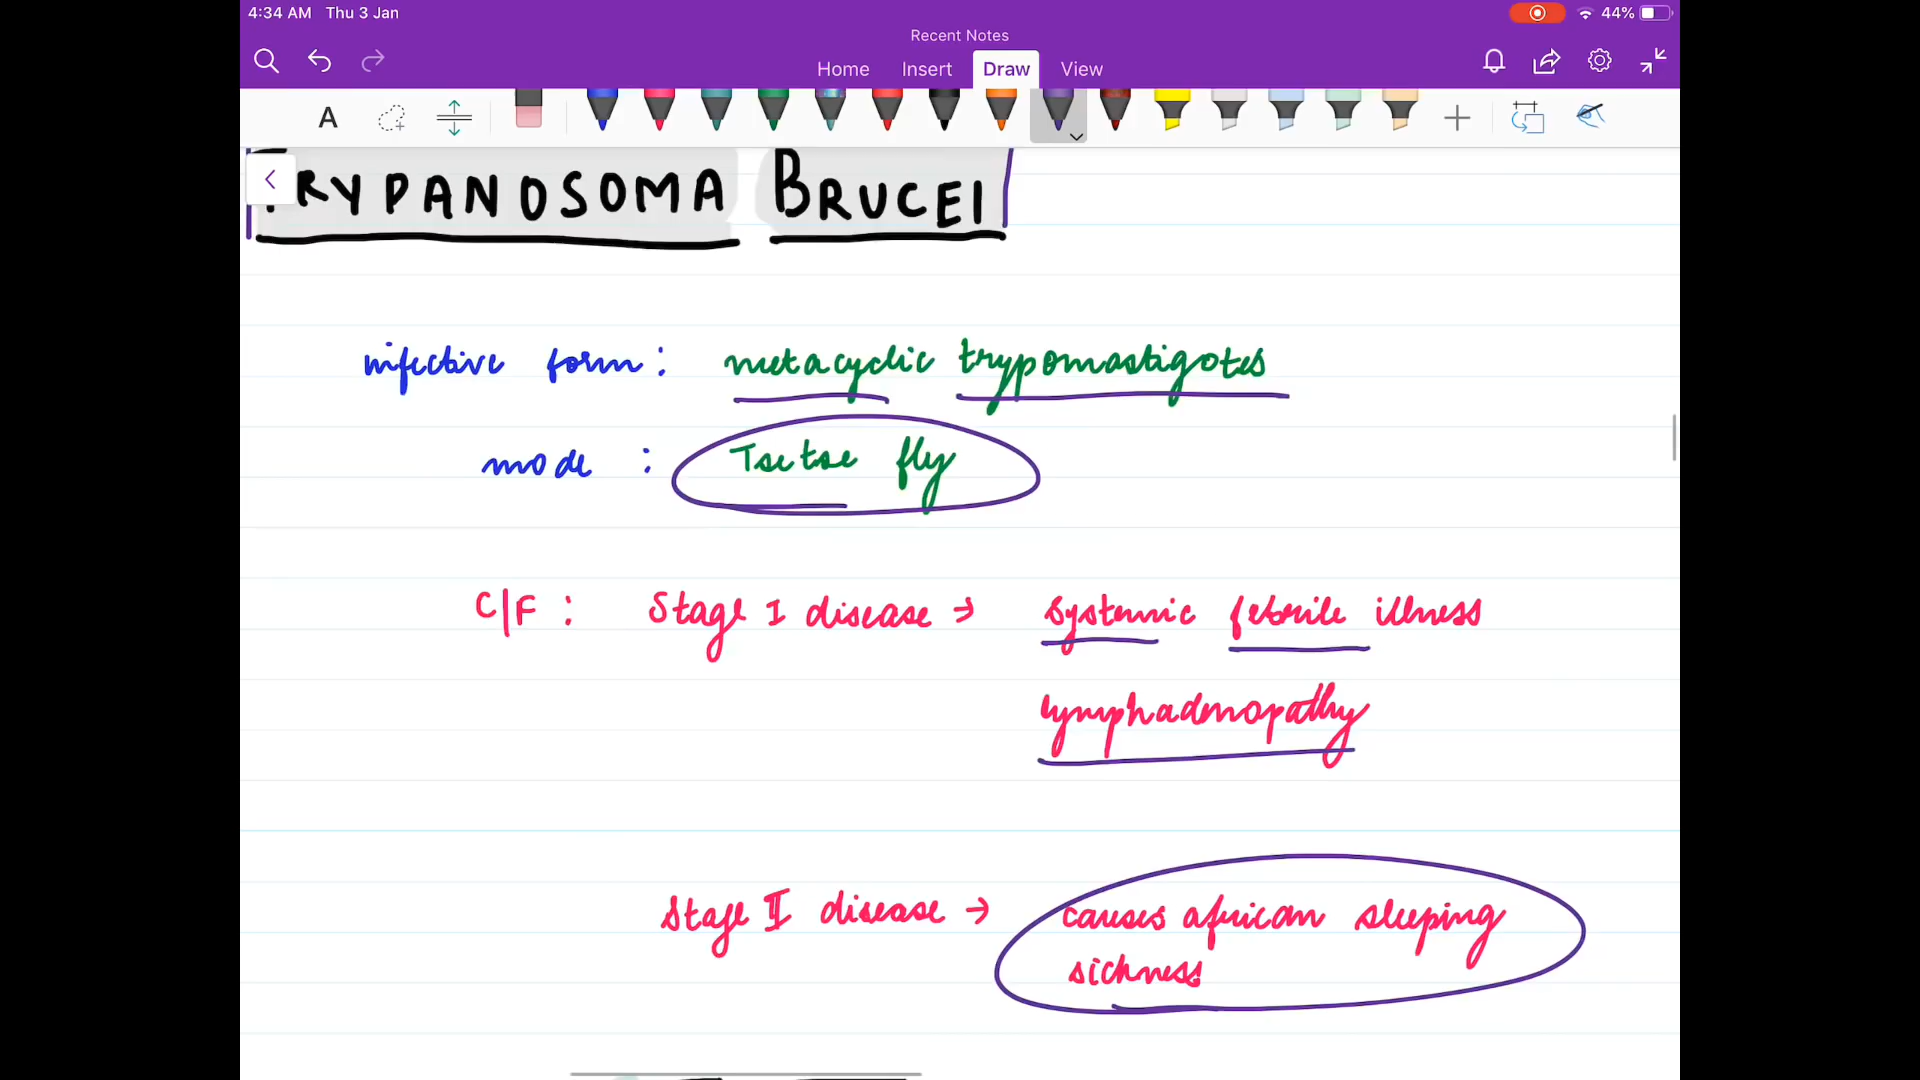 4:34 AM Thu 3 Jan
44%
Recent Notes
Home Insert Draw View
A
TRYPANOSOMA BRUCEI
infective form : metacyclic trypomastigotes
mode : Tsetse fly
C/F : Stage I disease → systemic febrile illness
lymphadenopathy
Stage II disease → causes african sleeping
sickness